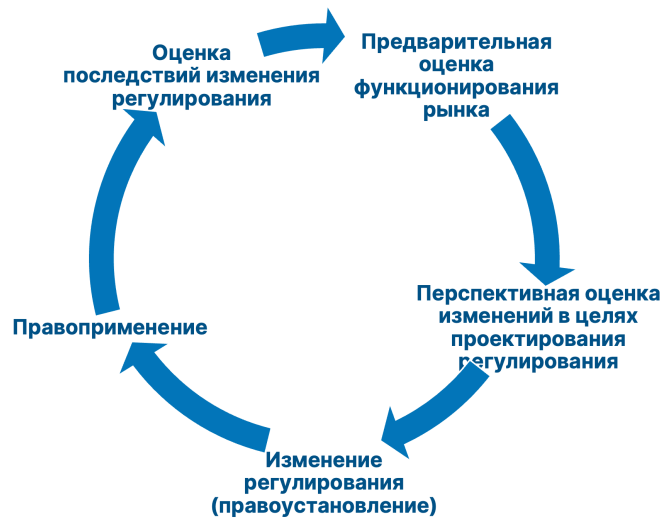 Оценка
последствий изменения
регулирования
Предварительная
оценка
функционирования
рынка
Перспективная оценка
изменений в целях
проектирования
регулирования
Изменение
регулирования
(правоустановление)
Правоприменение